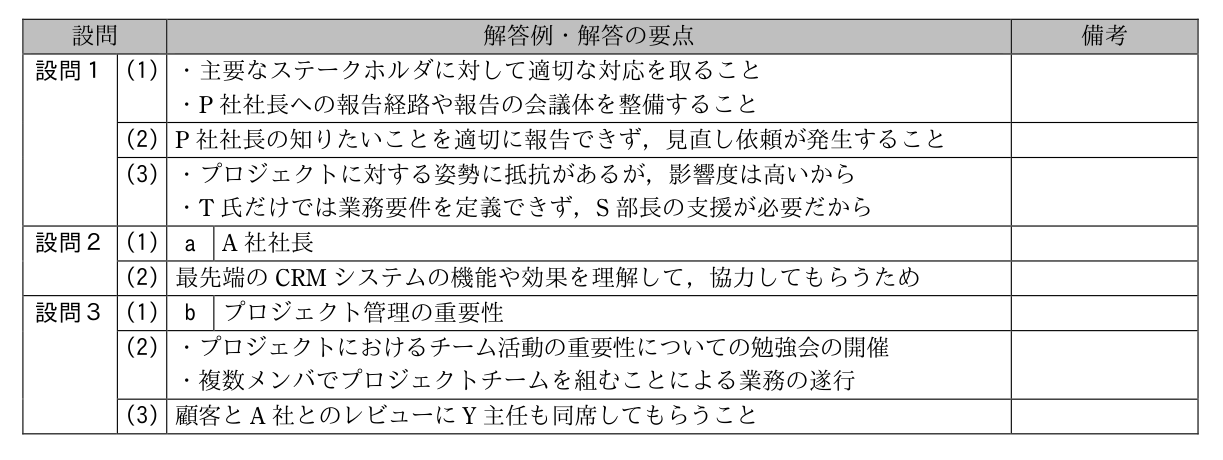 設問 解答例・解答の要点 備考
設問1 (1) ・主要なステークホルダに対して適切な対応を取ること
・P 社社長への報告経路や報告の会議体を整備すること
(2) P 社社長の知りたいことを適切に報告できず，見直し依頼が発生すること
(3) ・プロジェクトに対する姿勢に抵抗があるが，影響度は高いから
・T 氏だけでは業務要件を定義できず，S 部長の支援が必要だから
設問2 (1) a A 社社長
(2) 最先端の CRM システムの機能や効果を理解して，協力してもらうため
設問3 (1) b プロジェクト管理の重要性
(2) ・プロジェクトにおけるチーム活動の重要性についての勉強会の開催
・複数メンバでプロジェクトチームを組むことによる業務の遂行
(3) 顧客と A 社とのレビューに Y 主任も同席してもらうこと